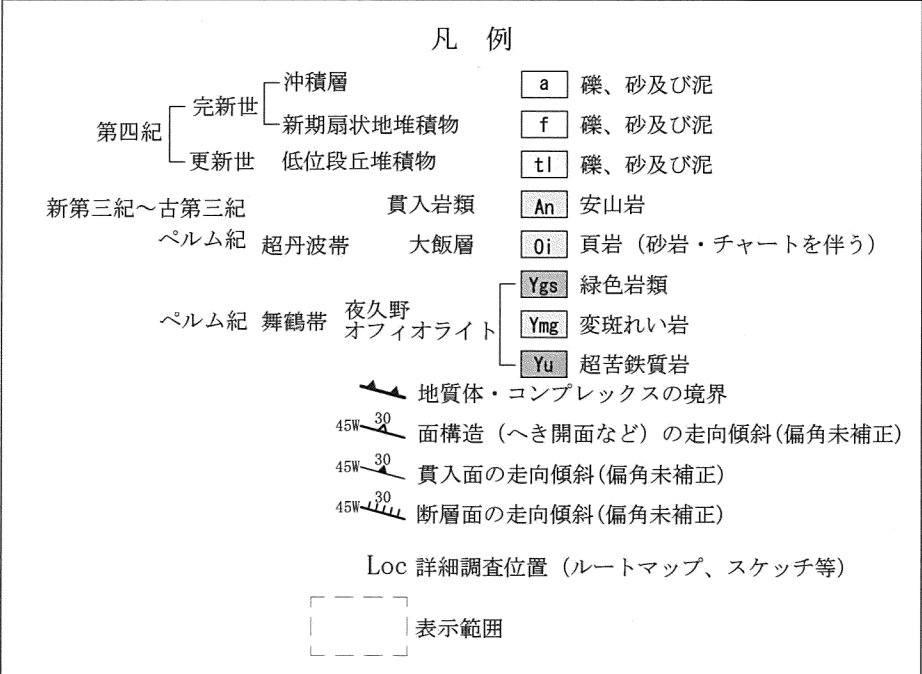 凡 例
沖積層 a 礫、砂及び泥
完新世
新期扇状地堆積物 f 礫、砂及び泥
第四紀
更新世 低位段丘堆積物 tl 礫、砂及び泥
新第三紀～古第三紀 貫入岩類 An 安山岩
ペルム紀 超丹波帯 大飯層 Oi 頁岩（砂岩・チャートを伴う）
Ygs 緑色岩類
ペルム紀 舞鶴帯 夜久野
オフィオライト Ymg 変斑れい岩
Yu 超苦鉄質岩
地質体・コンプレックスの境界
45W 30 面構造（へき開面など）の走向傾斜(偏角未補正)
45W 30 貫入面の走向傾斜(偏角未補正)
45W 30 断層面の走向傾斜(偏角未補正)
Loc 詳細調査位置（ルートマップ、スケッチ等）
表示範囲